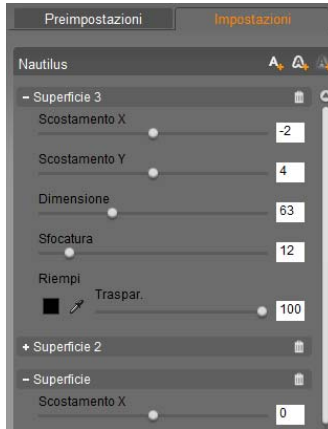 Preimpostazioni Impostazioni
Nautilus
− Superficie 3
Scostamento X
-2
Scostamento Y
4
Dimensione
63
Sfocatura
12
Riempi
Traspar.
100
+ Superficie 2
− Superficie
Scostamento X
0